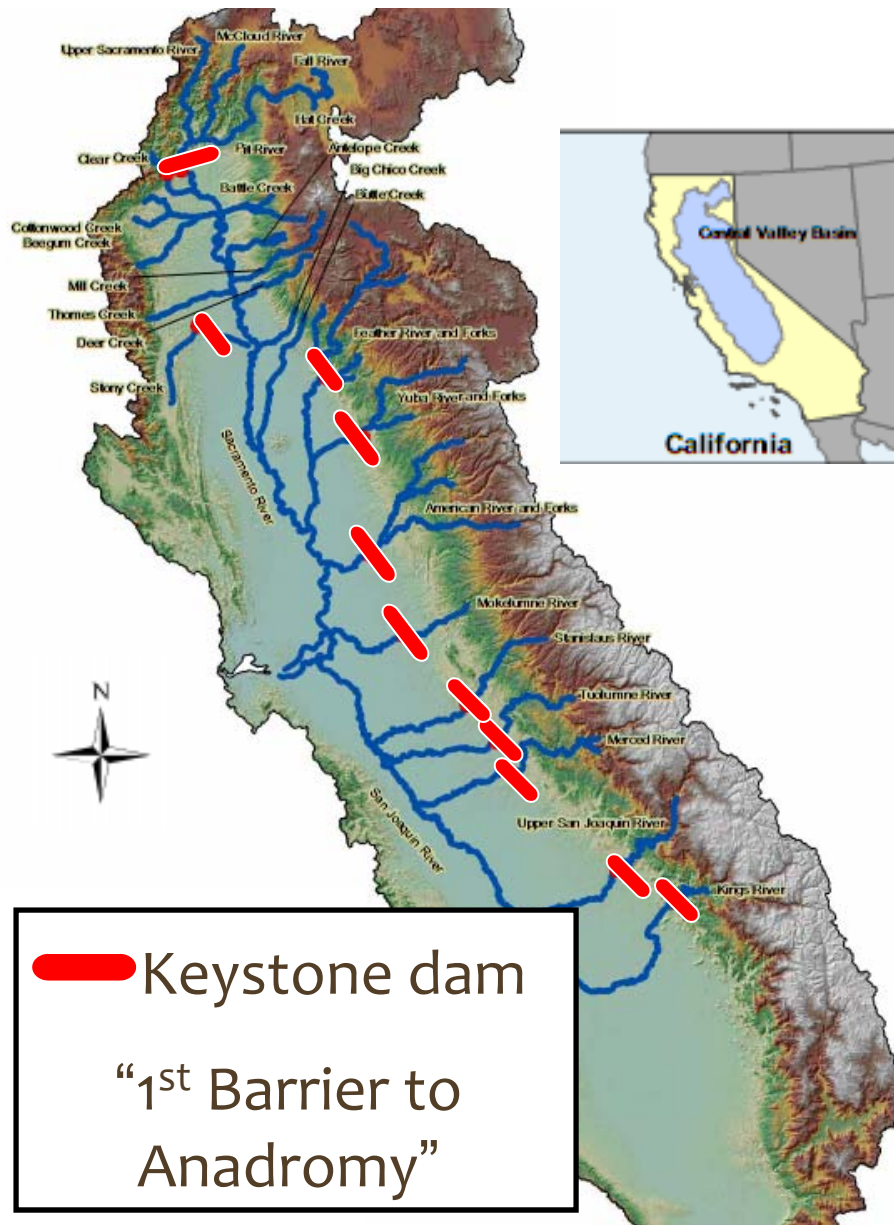 McCloud River
Upper Sacramento River
Fall River
Hat Creek
Pit River
Antelope Creek
Clear Creek
Big Chico Creek
Battle Creek
Butte Creek
Cottonwood Creek
Beegum Creek
Mill Creek
Thomes Creek
Deer Creek
Feather River and Forks
Stony Creek
Yuba River and Forks
Sacramento River
American River and Forks
Mokelumne River
Stanislaus River
Tuolumne River
Merced River
San Joaquin River
Upper San Joaquin River
Kings River
Central Valley Basin
California
N
Keystone dam
“1st Barrier to
Anadromy”